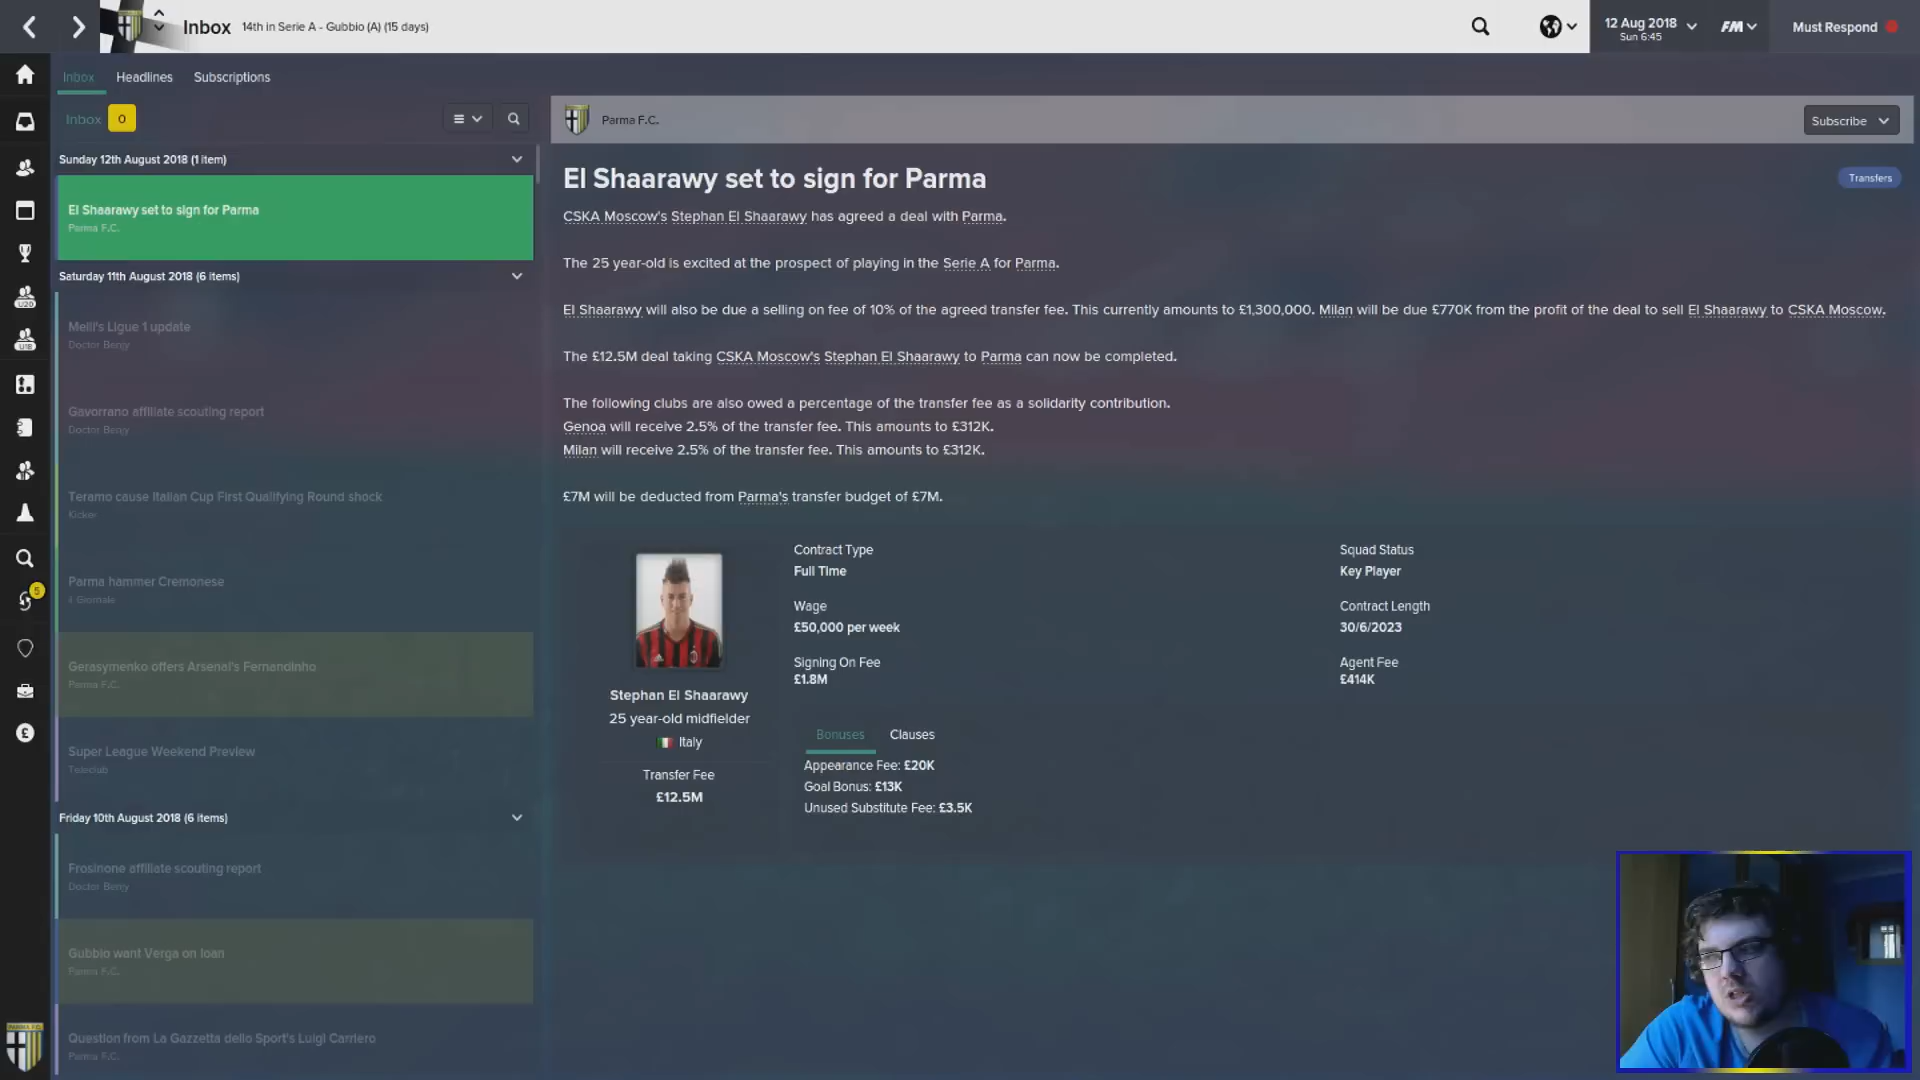 Inbox
14th in Serie A - Gubbio (A) (15 days)
12 Aug 2018
Sun 6:45
FM
Must Respond
Inbox
Headlines
Subscriptions
Inbox
0
Sunday 12th August 2018 (1 item)
El Shaarawy set to sign for Parma
Parma F.C.
Saturday 11th August 2018 (6 items)
Melli's Ligue 1 update
Doctor Benjy
Gavorrano affiliate scouting report
Doctor Benjy
Teramo cause Italian Cup First Qualifying Round shock
Kicker
Parma hammer Cremonese
Il Giornale
Gerasymenko offers Arsenal's Fernandinho
Parma F.C.
Super League Weekend Preview
Teleclub
Friday 10th August 2018 (6 items)
Frosinone affiliate scouting report
Doctor Benjy
Gubbio want Verga on loan
Parma F.C.
Question from La Gazzetta dello Sport's Luigi Carriero
Parma F.C.
U20
U18
5
Parma F.C.
Subscribe
El Shaarawy set to sign for Parma
Transfers
CSKA Moscow's Stephan El Shaarawy has agreed a deal with Parma.
The 25 year-old is excited at the prospect of playing in the Serie A for Parma.
El Shaarawy will also be due a selling on fee of 10% of the agreed transfer fee. This currently amounts to £1,300,000. Milan will be due £770K from the profit of the deal to sell El Shaarawy to CSKA Moscow.
The £12.5M deal taking CSKA Moscow's Stephan El Shaarawy to Parma can now be completed.
The following clubs are also owed a percentage of the transfer fee as a solidarity contribution.
Genoa will receive 2.5% of the transfer fee. This amounts to £312K.
Milan will receive 2.5% of the transfer fee. This amounts to £312K.
£7M will be deducted from Parma's transfer budget of £7M.
Stephan El Shaarawy
25 year-old midfielder
Italy
Transfer Fee
£12.5M
Contract Type
Full Time
Squad Status
Key Player
Wage
£50,000 per week
Contract Length
30/6/2023
Signing On Fee
£1.8M
Agent Fee
£414K
Bonuses
Clauses
Appearance Fee: £20K
Goal Bonus: £13K
Unused Substitute Fee: £3.5K